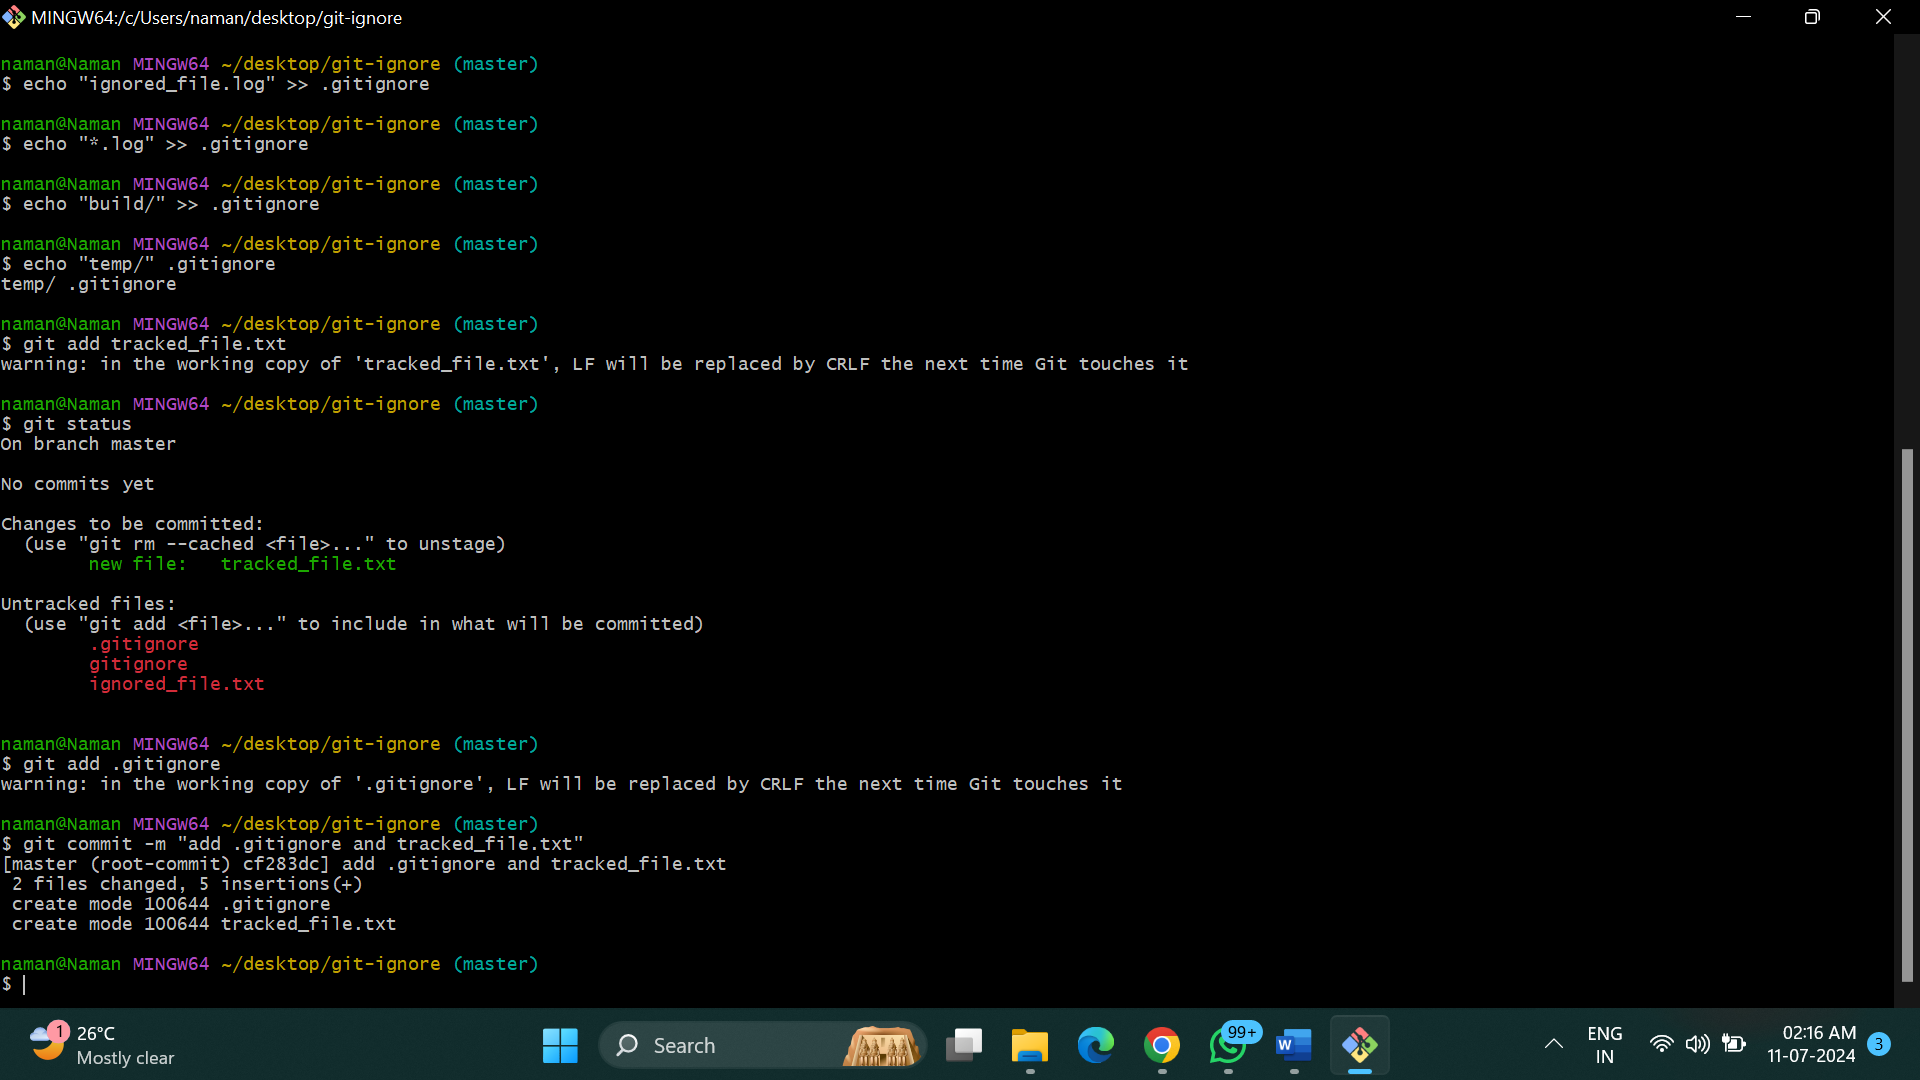 MINGW64:/c/Users/naman/desktop/git-ignore
naman@Naman MINGW64 ~/desktop/git-ignore (master)
$ echo "ignored_file.log" >> .gitignore
naman@Naman MINGW64 ~/desktop/git-ignore (master)
$ echo "*.log" >> .gitignore
naman@Naman MINGW64 ~/desktop/git-ignore (master)
$ echo "build/" >> .gitignore
naman@Naman MINGW64 ~/desktop/git-ignore (master)
$ echo "temp/" .gitignore
temp/ .gitignore
naman@Naman MINGW64 ~/desktop/git-ignore (master)
$ git add tracked_file.txt
warning: in the working copy of 'tracked_file.txt', LF will be replaced by CRLF the next time Git touches it
naman@Naman MINGW64 ~/desktop/git-ignore (master)
$ git status
On branch master
No commits yet
Changes to be committed:
  (use "git rm --cached <file>..." to unstage)
        new file:   tracked_file.txt
Untracked files:
  (use "git add <file>..." to include in what will be committed)
        .gitignore
        gitignore
        ignored_file.txt
naman@Naman MINGW64 ~/desktop/git-ignore (master)
$ git add .gitignore
warning: in the working copy of '.gitignore', LF will be replaced by CRLF the next time Git touches it
naman@Naman MINGW64 ~/desktop/git-ignore (master)
$ git commit -m "add .gitignore and tracked_file.txt"
[master (root-commit) cf283dc] add .gitignore and tracked_file.txt
 2 files changed, 5 insertions(+)
 create mode 100644 .gitignore
 create mode 100644 tracked_file.txt
naman@Naman MINGW64 ~/desktop/git-ignore (master)
$
1
26°C
Mostly clear
Search
99+
W
ENG
IN
02:16 AM
11-07-2024
3